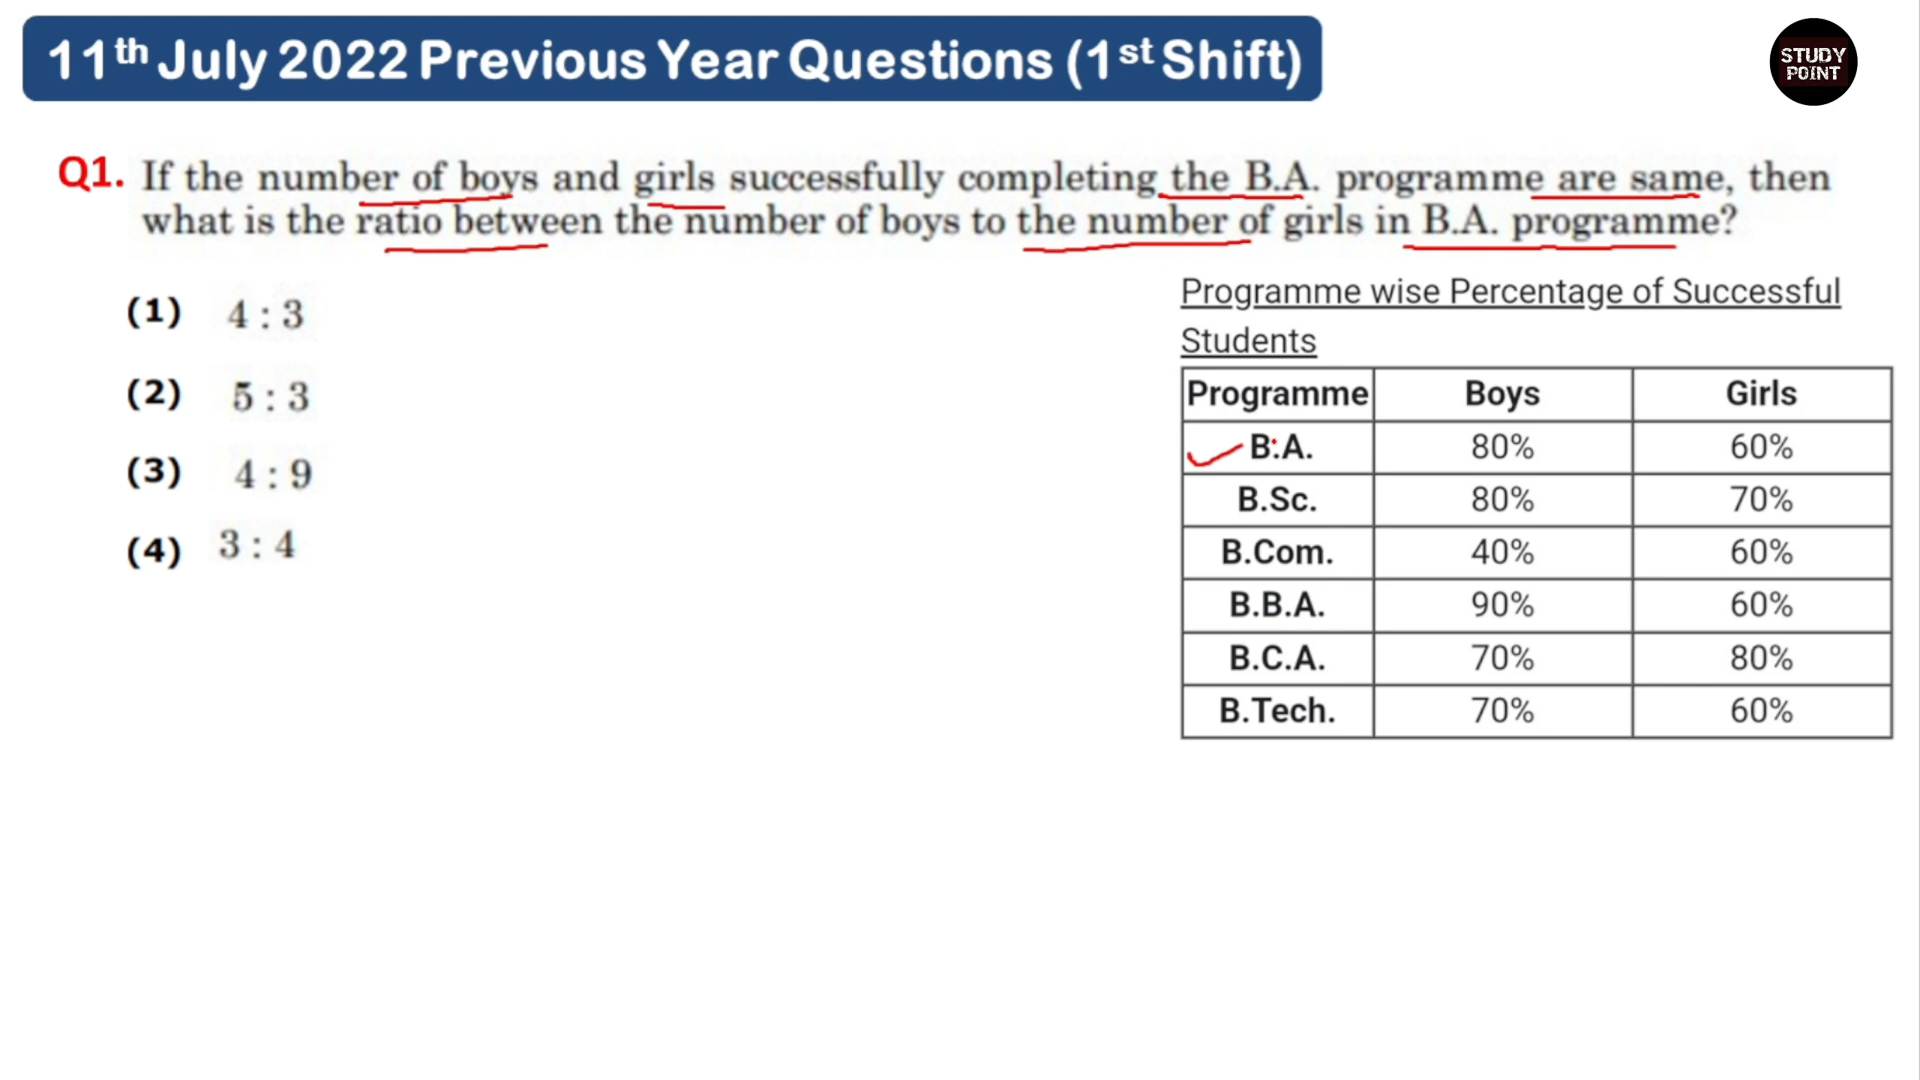 11th July 2022 Previous Year Questions (1st Shift)
STUDY
POINT
Q1. If the number of boys and girls successfully completing the B.A. programme are same, then
what is the ratio between the number of boys to the number of girls in B.A. programme?
(1) 4 : 3
(2) 5 : 3
(3) 4 : 9
(4) 3 : 4
Programme wise Percentage of Successful
Students
Programme Boys Girls
B.A. 80% 60%
B.Sc. 80% 70%
B.Com. 40% 60%
B.B.A. 90% 60%
B.C.A. 70% 80%
B.Tech. 70% 60%